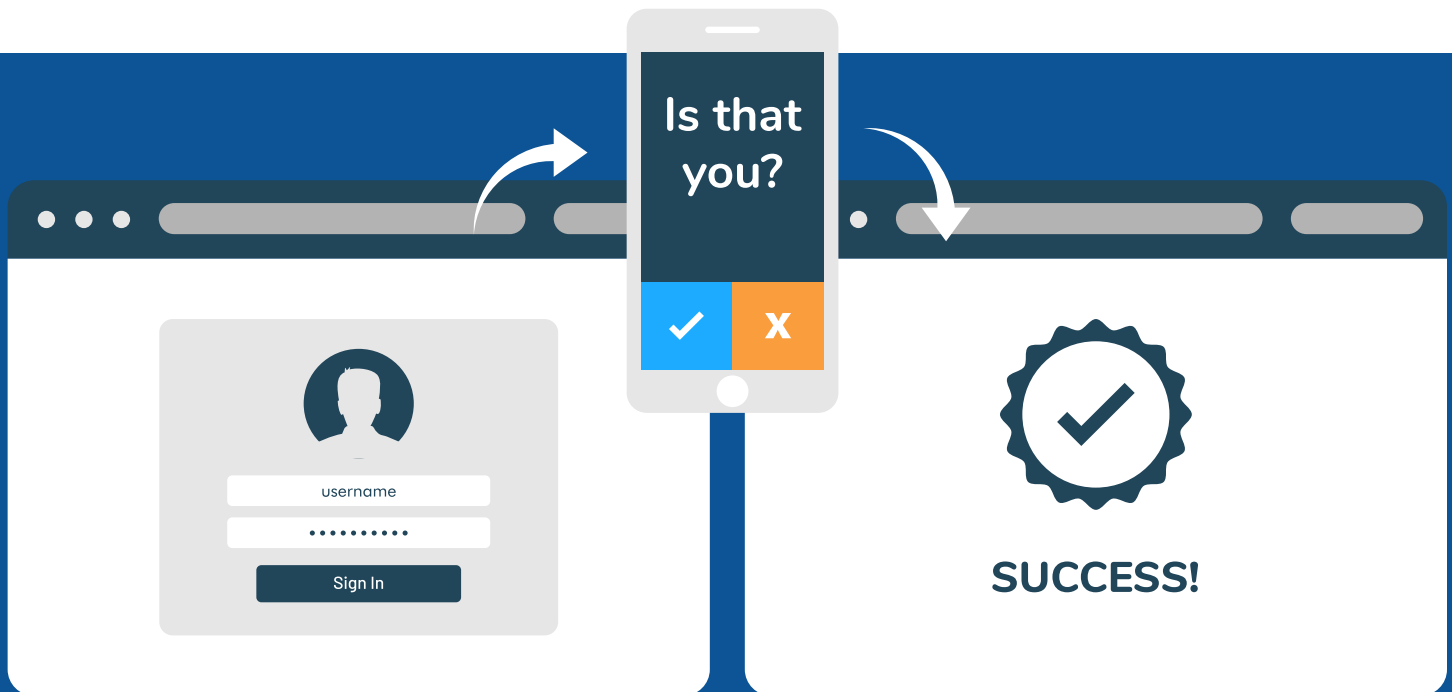 Is that
you?
X
username
Sign In
SUCCESS!